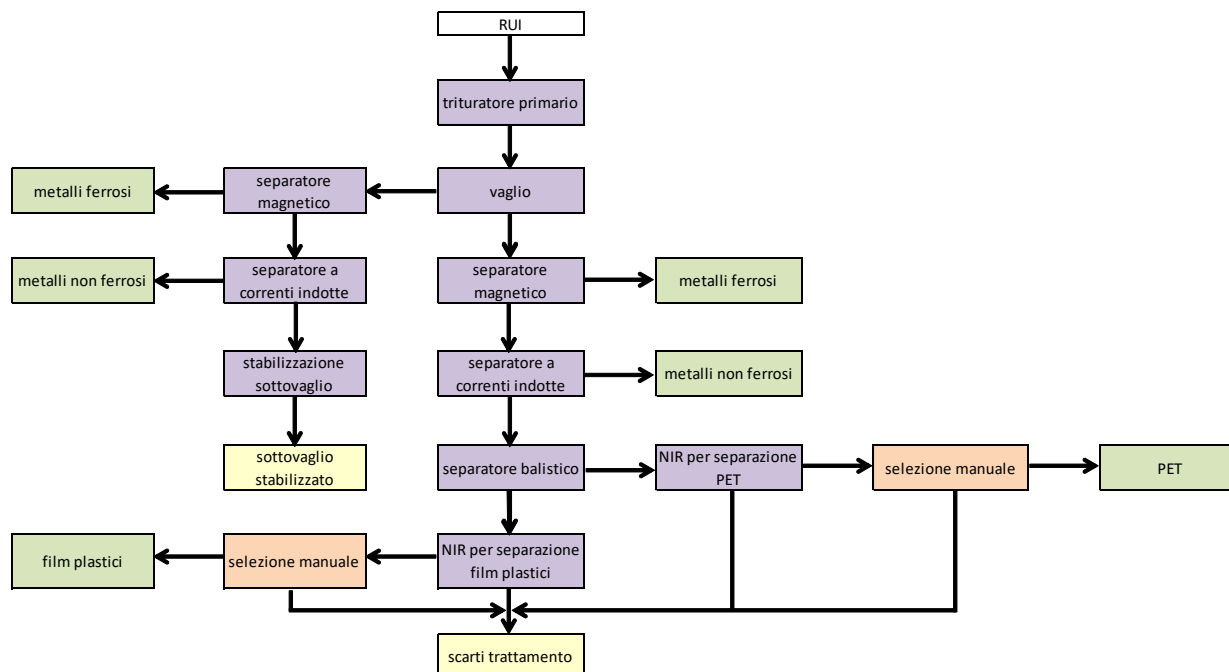 RUI
trituratore primario
metalli ferrosi
separatore
magnetico
vaglio
metalli non ferrosi
separatore a
correnti indotte
separatore
magnetico
metalli ferrosi
stabilizzazione
sottovaglio
separatore a
correnti indotte
metalli non ferrosi
sottovaglio
stabilizzato
separatore balistico
NIR per separazione
PET
selezione manuale
PET
film plastici
selezione manuale
NIR per separazione
film plastici
scarti trattamento